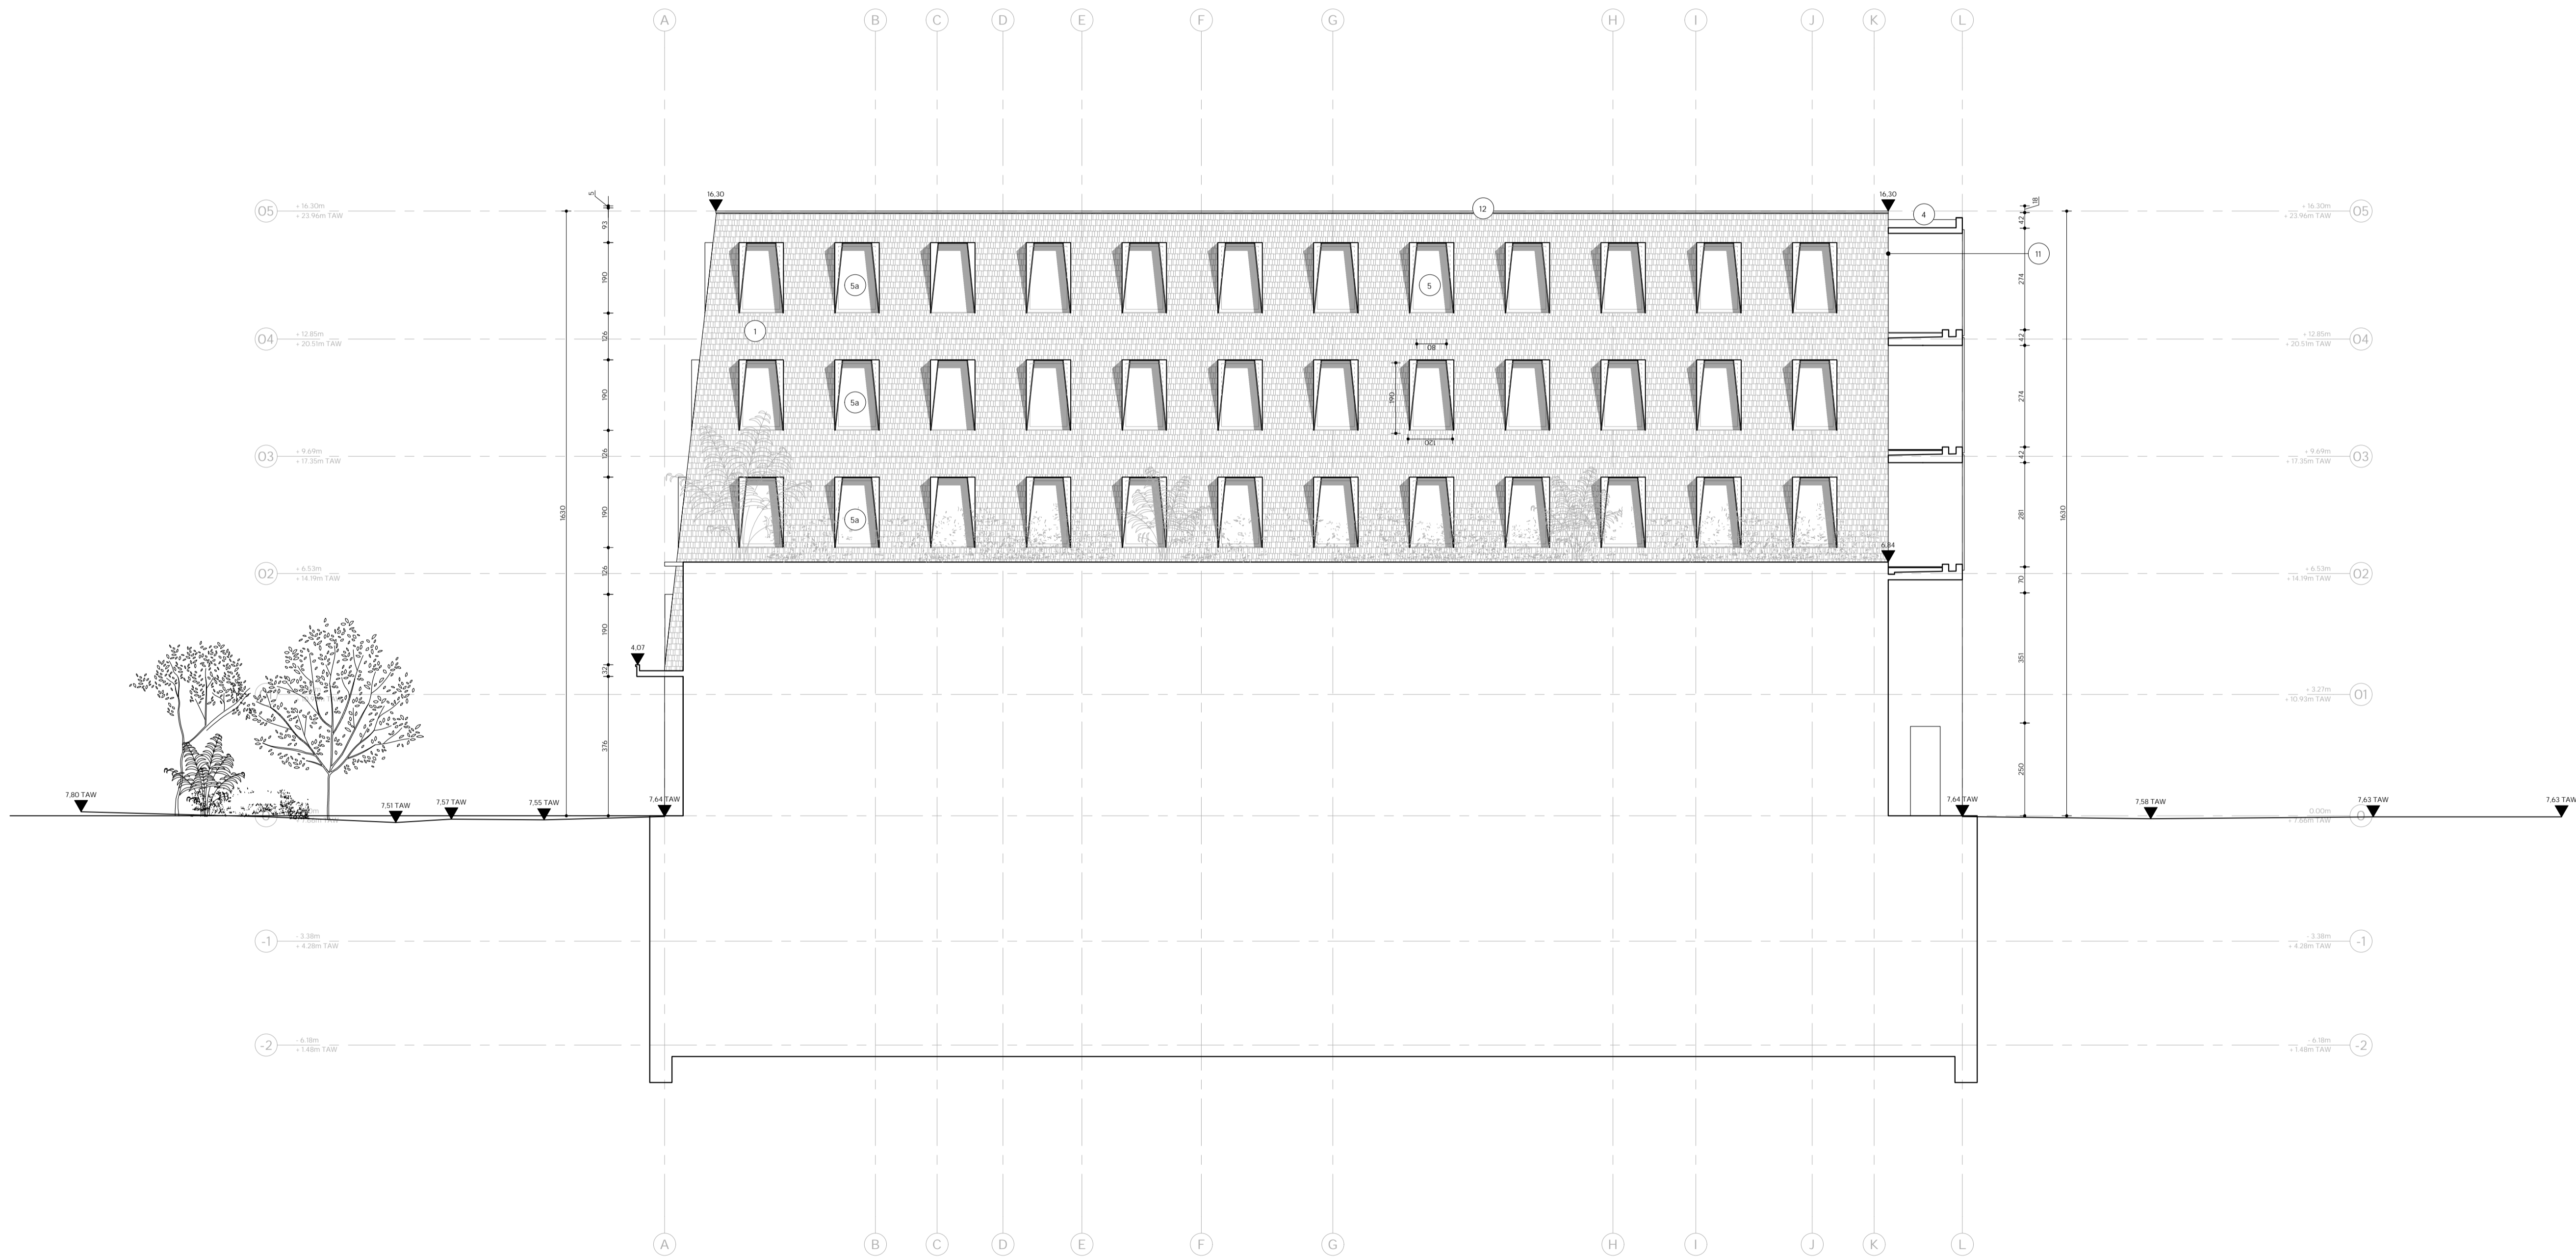 A B C D E F G H I J K L
5
16,30
16,30
18
12
4
05
+ 16.30m
+ 23.96m TAW
+ 16.30m
+ 23.96m TAW
05
93
42
11
190
5a
5
274
1
04
+ 12.85m
+ 20.51m TAW
126
80
42
+ 12.85m
+ 20.51m TAW
04
190
5a
190
274
120
03
+ 9.69m
+ 17.35m TAW
126
42
+ 9.69m
+ 17.35m TAW
03
1630
190
5a
281
1630
6,84
02
+ 6.53m
+ 14.19m TAW
126
70
+ 6.53m
+ 14.19m TAW
02
190
4,07
32
351
+ 3.27m
+ 10.93m TAW
01
376
250
7,80 TAW
7,51 TAW
7,57 TAW
7,55 TAW
7,64 TAW
7,64 TAW
7,58 TAW
7,63 TAW
7,63 TAW
0.00m
+ 7.66m TAW
0
-1
- 3.38m
+ 4.28m TAW
- 3.38m
+ 4.28m TAW
-1
-2
- 6.18m
+ 1.48m TAW
- 6.18m
+ 1.48m TAW
-2
A B C D E F G H I J K L